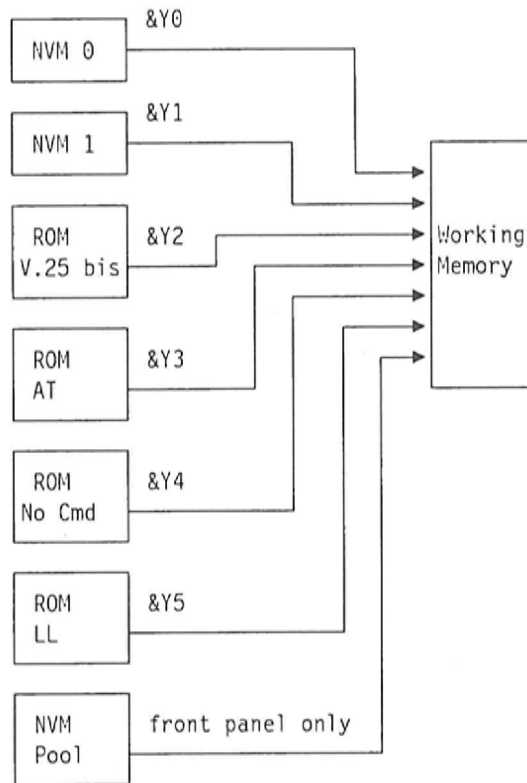 &Y0
NVM 0
&Y1
NVM 1
ROM
V.25 bis
&Y2
Working
Memory
ROM
AT
&Y3
ROM
No Cmd
&Y4
ROM
LL
&Y5
NVM
Pool
front panel only